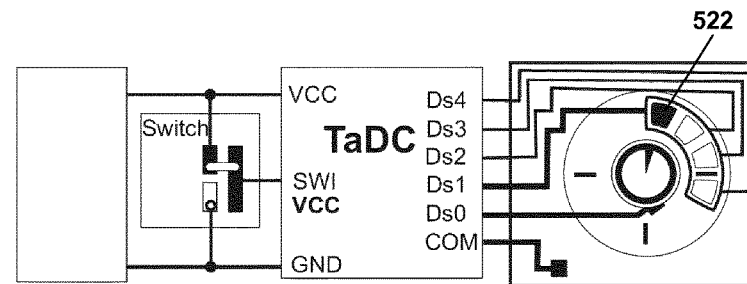 522
VCC
Ds4
Switch
TaDC
Ds3
Ds2
SWI
Ds1
VCC
Ds0
COM
GND